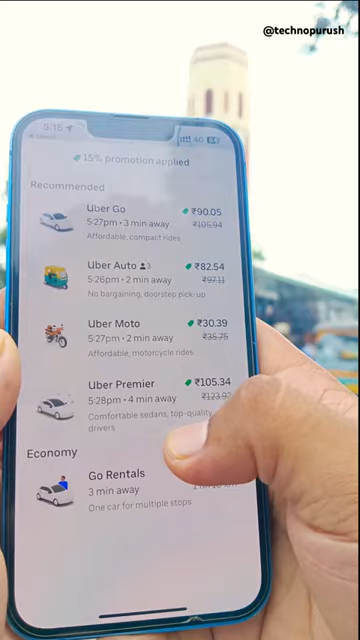 @technopurush
5:15
15% promotion applied
Recommended
Uber Go ₹90.05
5:27pm • 3 min away ₹105.94
Affordable, compact rides
Uber Auto 3 ₹82.54
5:26pm • 2 min away ₹97.11
No bargaining, doorstep pick-up
Uber Moto ₹30.39
5:27pm • 2 min away ₹35.75
Affordable, motorcycle rides
Uber Premier ₹105.34
5:28pm • 4 min away
Comfortable sedans, top-quality
drivers
Economy
Go Rentals
3 min away
One car for multiple stops